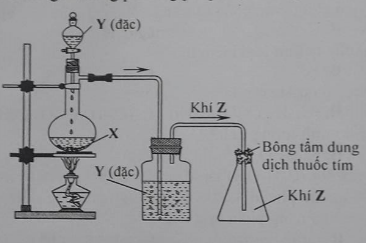 Y (đặc)
X
Khí Z
Y (đặc)
Bông tẩm dung
dịch thuốc tím
Khí Z